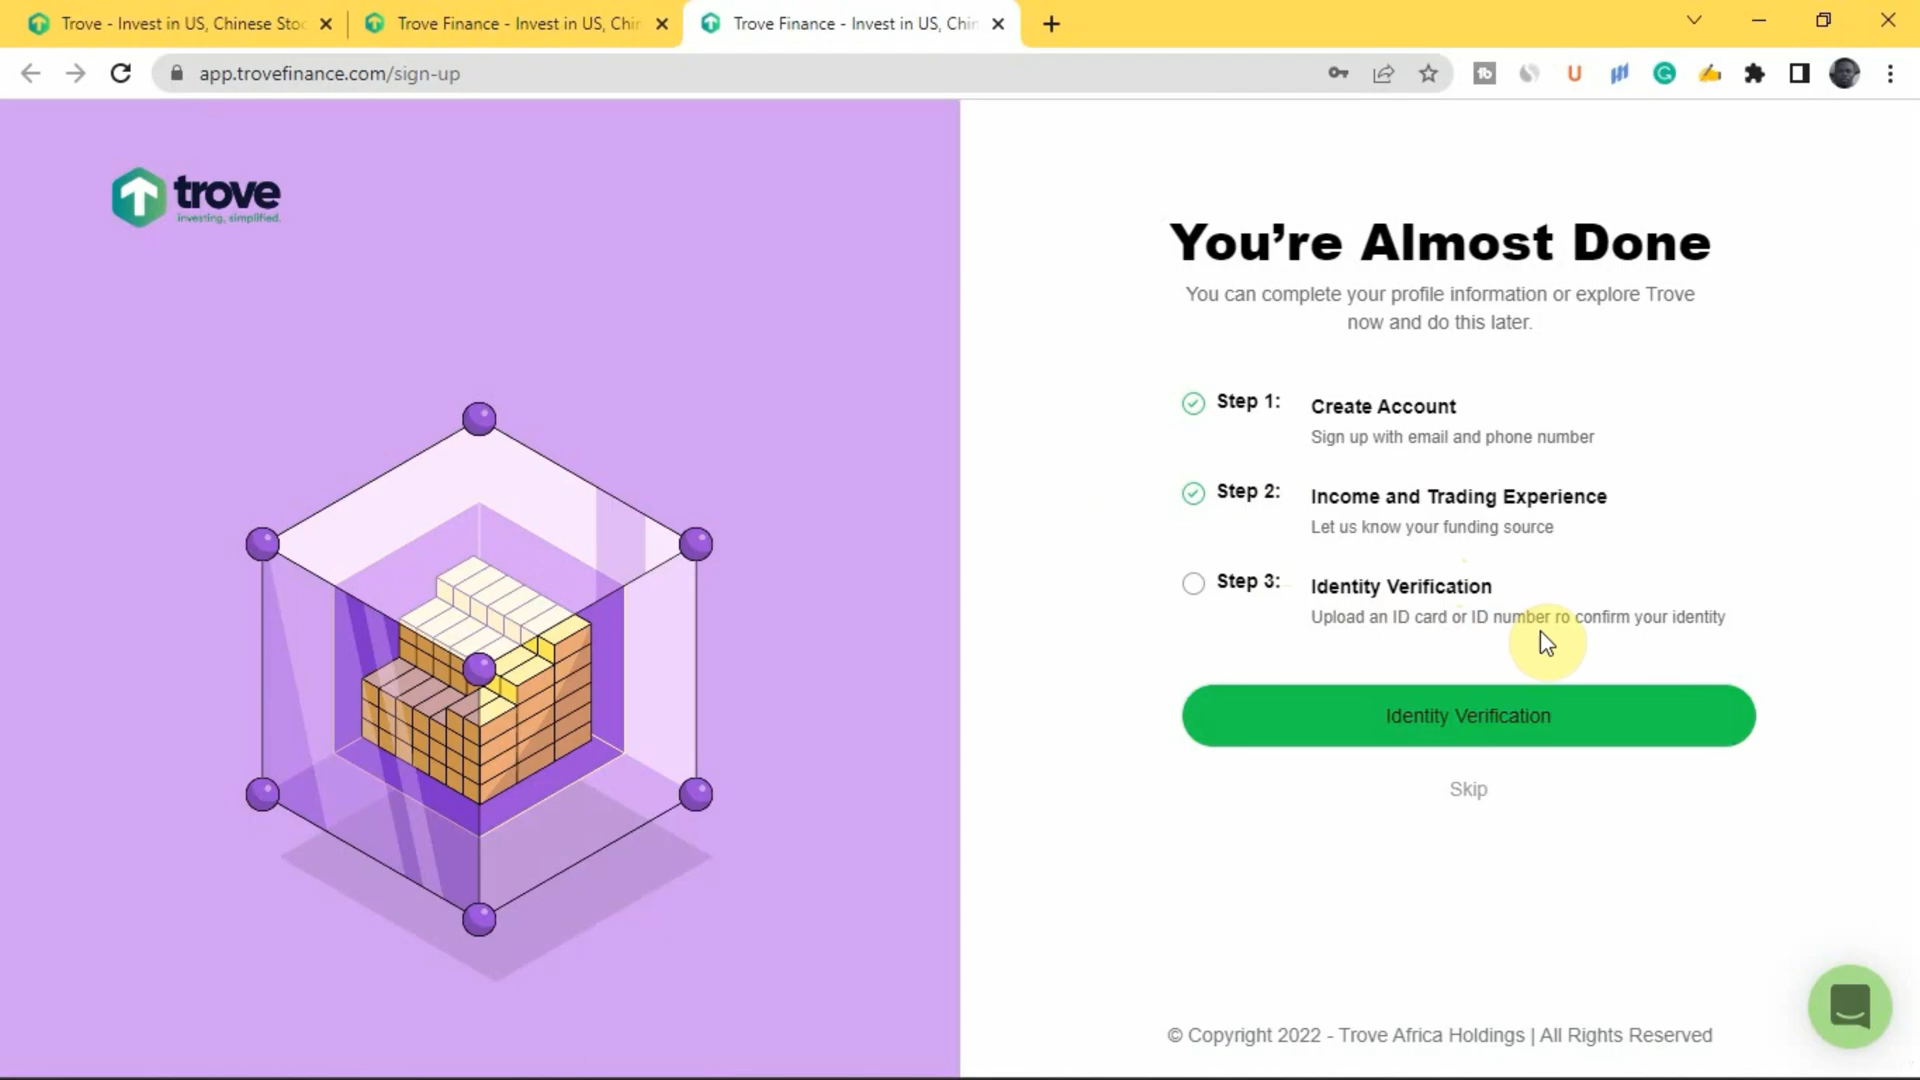 Trove - Invest in US, Chinese Stoc
Trove Finance - Invest in US, Chin
Trove Finance - Invest in US, Chin
app.trovefinance.com/sign-up
trove
investing, simplified.
You’re Almost Done
You can complete your profile information or explore Trove
now and do this later.
Step 1: Create Account
Sign up with email and phone number
Step 2: Income and Trading Experience
Let us know your funding source
Step 3: Identity Verification
Upload an ID card or ID number ro confirm your identity
Identity Verification
Skip
© Copyright 2022 - Trove Africa Holdings | All Rights Reserved